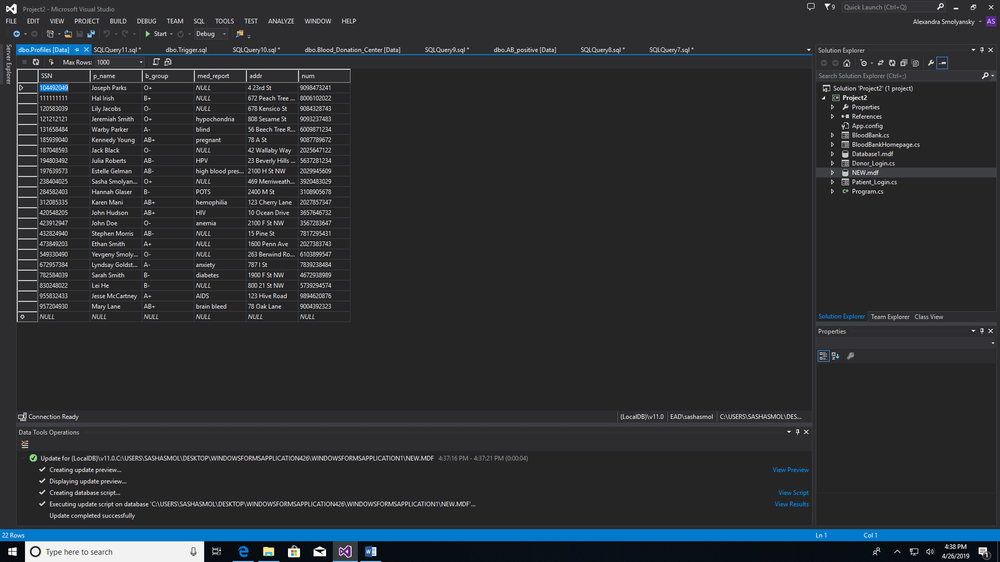 Project2 - Microsoft Visual Studio
9
Quick Launch (Ctrl+Q)
FILE EDIT VIEW PROJECT BUILD DEBUG TEAM SQL TOOLS TEST ANALYZE WINDOW HELP
Alexandra Smolyansky AS
Start Debug
Server Explorer
dbo.Profiles [Data] SQLQuery11.sql * dbo.Trigger.sql SQLQuery10.sql * dbo.Blood_Donation_Center [Data] SQLQuery9.sql * dbo.AB_positive [Data] SQLQuery8.sql * SQLQuery7.sql *
Max Rows: 1000
SSN p_name b_group med_report addr num
104492049 Joseph Parks O+ NULL 4 23rd St 9098473241
111111111 Hal Irish B+ NULL 672 Peach Tree ... 8006102022
120583039 Lily Jacobs O- NULL 678 Kensico St 9084328743
121212121 Jeremiah Smith O+ hypochondria 808 Sesame St 9093237483
131658484 Warby Parker A- blind 56 Beech Tree R... 6009871234
185939040 Kennedy Young AB+ pregnant 78 A St 9087789672
187048593 Jack Black O- NULL 42 Wallaby Way 2025647122
194803492 Julia Roberts AB- HPV 23 Beverly Hills ... 5637281234
197639573 Estelle Gelman AB- high blood pres... 2100 H St NW 2029945609
238404025 Sasha Smolyan... O+ NULL 469 Merriweath... 3920483029
284582403 Hannah Glaser B- POTS 2400 M St 3108905678
312085335 Karen Mani AB+ hemophilia 123 Cherry Lane 2027857347
420548205 John Hudson AB+ HIV 10 Ocean Drive 3657646732
423912947 John Doe O- anemia 2100 F St NW 3567283647
432824940 Stephen Morris AB- NULL 15 Pine St 7817295431
473849203 Ethan Smith A+ NULL 1600 Penn Ave 2027383743
549330490 Yevgeny Smoly... O- NULL 263 Berwind Ro... 6103899547
672957384 Lyndsay Goldst... A- anxiety 787 I St 7839238484
782584039 Sarah Smith B- diabetes 1900 F St NW 4672938989
830248022 Lei He B- NULL 800 21 St NW 5739294574
955832433 Jesse McCartney A+ AIDS 123 Hive Road 9894620876
957204930 Mary Lane AB+ brain bleed 78 Oak Lane 9004392323
NULL NULL NULL NULL NULL NULL
Connection Ready (LocalDB)\v11.0 EAD\sashasmol C:\USERS\SASHASMOL\DES...
Data Tools Operations
Update for (LocalDB)\v11.0.C:\USERS\SASHASMOL\DESKTOP\WINDOWSFORMSAPPLICATION426\WINDOWSFORMSAPPLICATION1\NEW.MDF 4:37:16 PM - 4:37:21 PM (0:00:04)
Creating update preview... View Preview
Displaying update preview...
Creating database script... View Script
Executing update script on database 'C:\USERS\SASHASMOL\DESKTOP\WINDOWSFORMSAPPLICATION426\WINDOWSFORMSAPPLICATION1\NEW.MDF'... View Results
Update completed successfully
Solution Explorer
Search Solution Explorer (Ctrl+;)
Solution 'Project2' (1 project)
C# Project2
Properties
References
App.config
BloodBank.cs
BloodBankHomepage.cs
Database1.mdf
Donor_Login.cs
NEW.mdf
Patient_Login.cs
C# Program.cs
Solution Explorer Team Explorer Class View
Properties
22 Rows Ln 1 Col 1
Type here to search
4:38 PM
4/26/2019
1